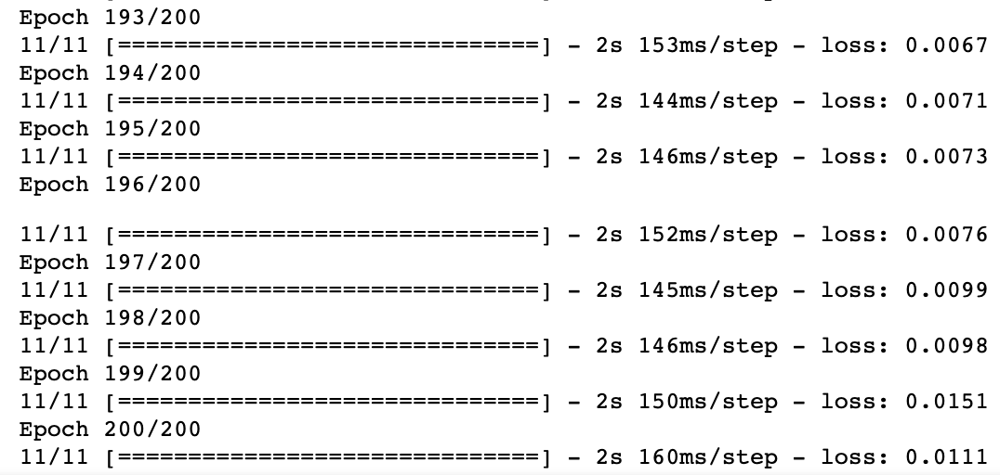 Epoch 193/200
11/11 [==============================] - 2s 153ms/step - loss: 0.0067
Epoch 194/200
11/11 [==============================] - 2s 144ms/step - loss: 0.0071
Epoch 195/200
11/11 [==============================] - 2s 146ms/step - loss: 0.0073
Epoch 196/200
11/11 [==============================] - 2s 152ms/step - loss: 0.0076
Epoch 197/200
11/11 [==============================] - 2s 145ms/step - loss: 0.0099
Epoch 198/200
11/11 [==============================] - 2s 146ms/step - loss: 0.0098
Epoch 199/200
11/11 [==============================] - 2s 150ms/step - loss: 0.0151
Epoch 200/200
11/11 [==============================] - 2s 160ms/step - loss: 0.0111